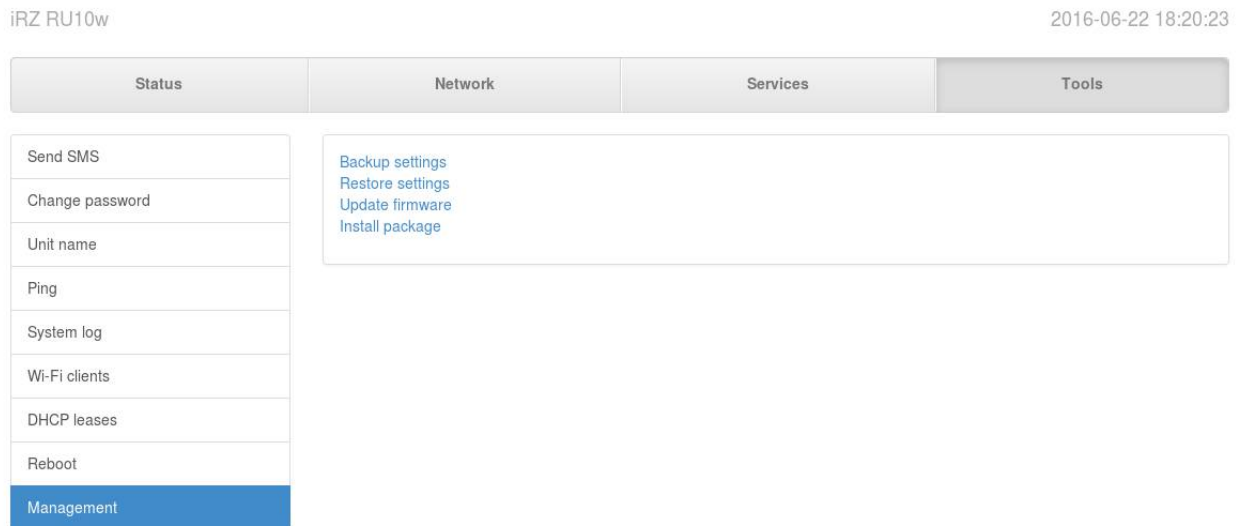 iRZ RU10w 2016-06-22 18:20:23
Status Network Services Tools
Send SMS
Change password
Unit name
Ping
System log
Wi-Fi clients
DHCP leases
Reboot
Management
Backup settings
Restore settings
Update firmware
Install package